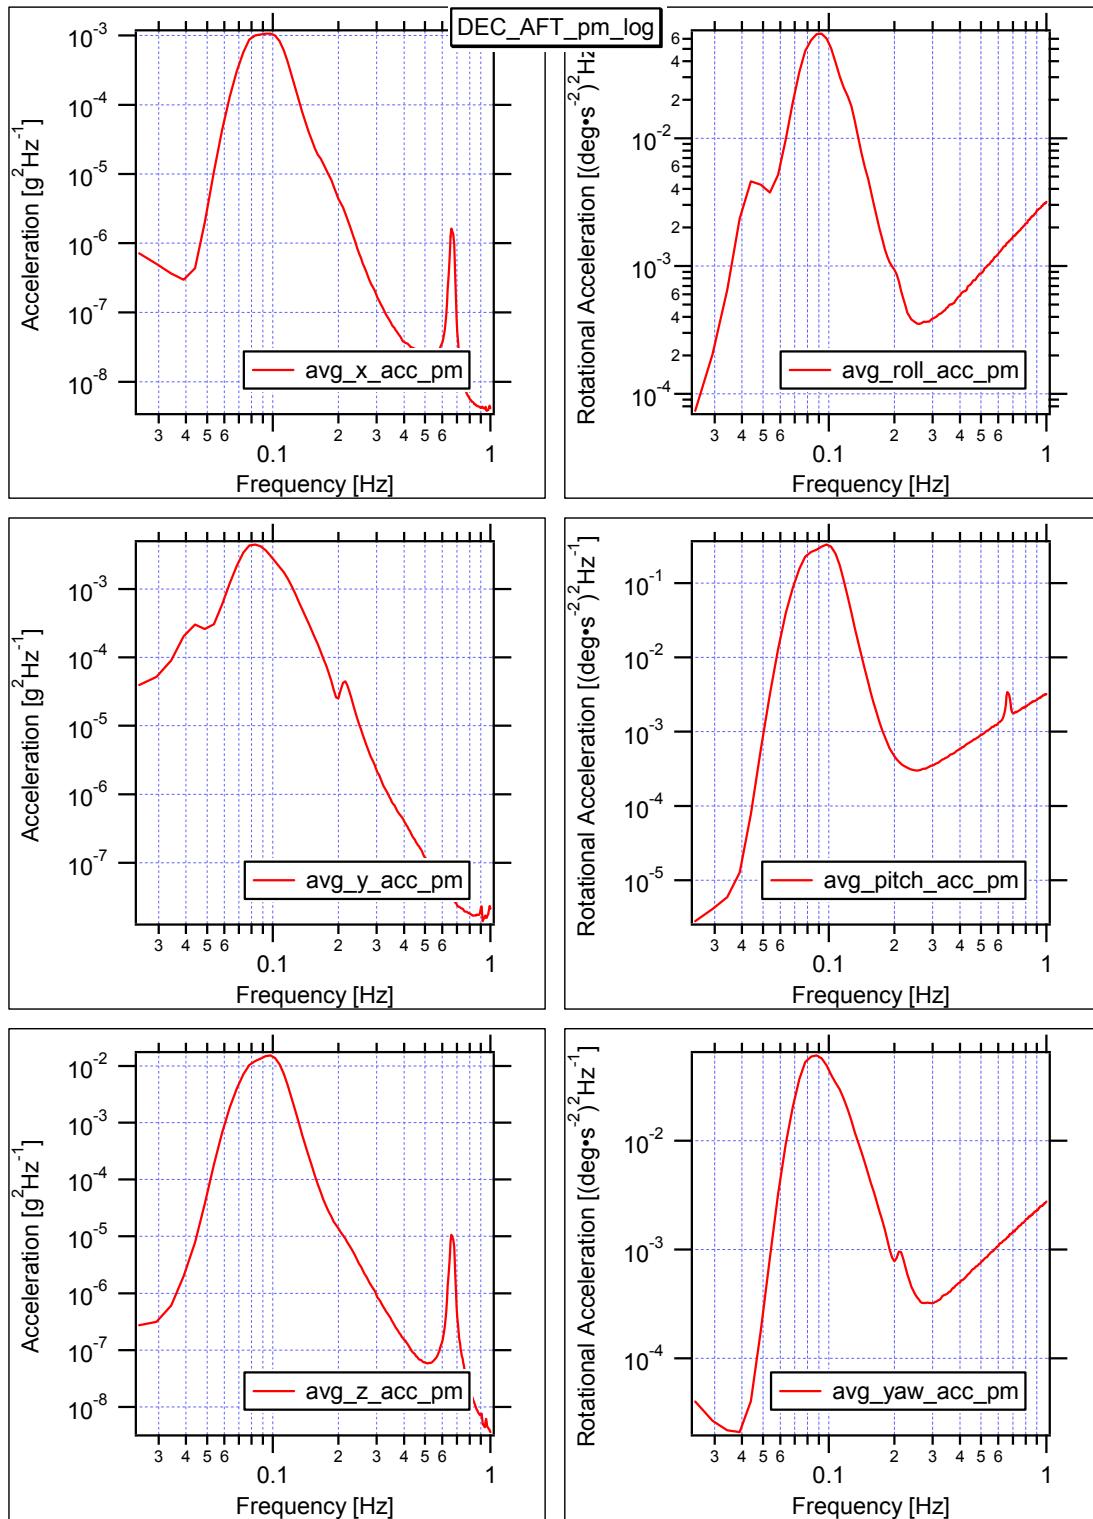 DEC_AFT_pm_log
Acceleration [g²Hz⁻¹]
10⁻³
10⁻⁴
10⁻⁵
10⁻⁶
10⁻⁷
10⁻⁸
avg_x_acc_pm
3 4 5 6 0.1 2 3 4 5 6 1
Frequency [Hz]
Rotational Acceleration [(deg•s⁻²)²Hz
6
4
2
10⁻²
6
4
2
10⁻³
6
4
2
10⁻⁴
avg_roll_acc_pm
3 4 5 6 0.1 2 3 4 5 6 1
Frequency [Hz]
Acceleration [g²Hz⁻¹]
10⁻³
10⁻⁴
10⁻⁵
10⁻⁶
10⁻⁷
avg_y_acc_pm
3 4 5 6 0.1 2 3 4 5 6 1
Frequency [Hz]
Rotational Acceleration [(deg•s⁻²)²Hz⁻¹]
10⁻¹
10⁻²
10⁻³
10⁻⁴
10⁻⁵
avg_pitch_acc_pm
3 4 5 6 0.1 2 3 4 5 6 1
Frequency [Hz]
Acceleration [g²Hz⁻¹]
10⁻²
10⁻³
10⁻⁴
10⁻⁵
10⁻⁶
10⁻⁷
10⁻⁸
avg_z_acc_pm
3 4 5 6 0.1 2 3 4 5 6 1
Frequency [Hz]
Rotational Acceleration [(deg•s⁻²)²Hz⁻¹]
10⁻²
10⁻³
10⁻⁴
avg_yaw_acc_pm
3 4 5 6 0.1 2 3 4 5 6 1
Frequency [Hz]